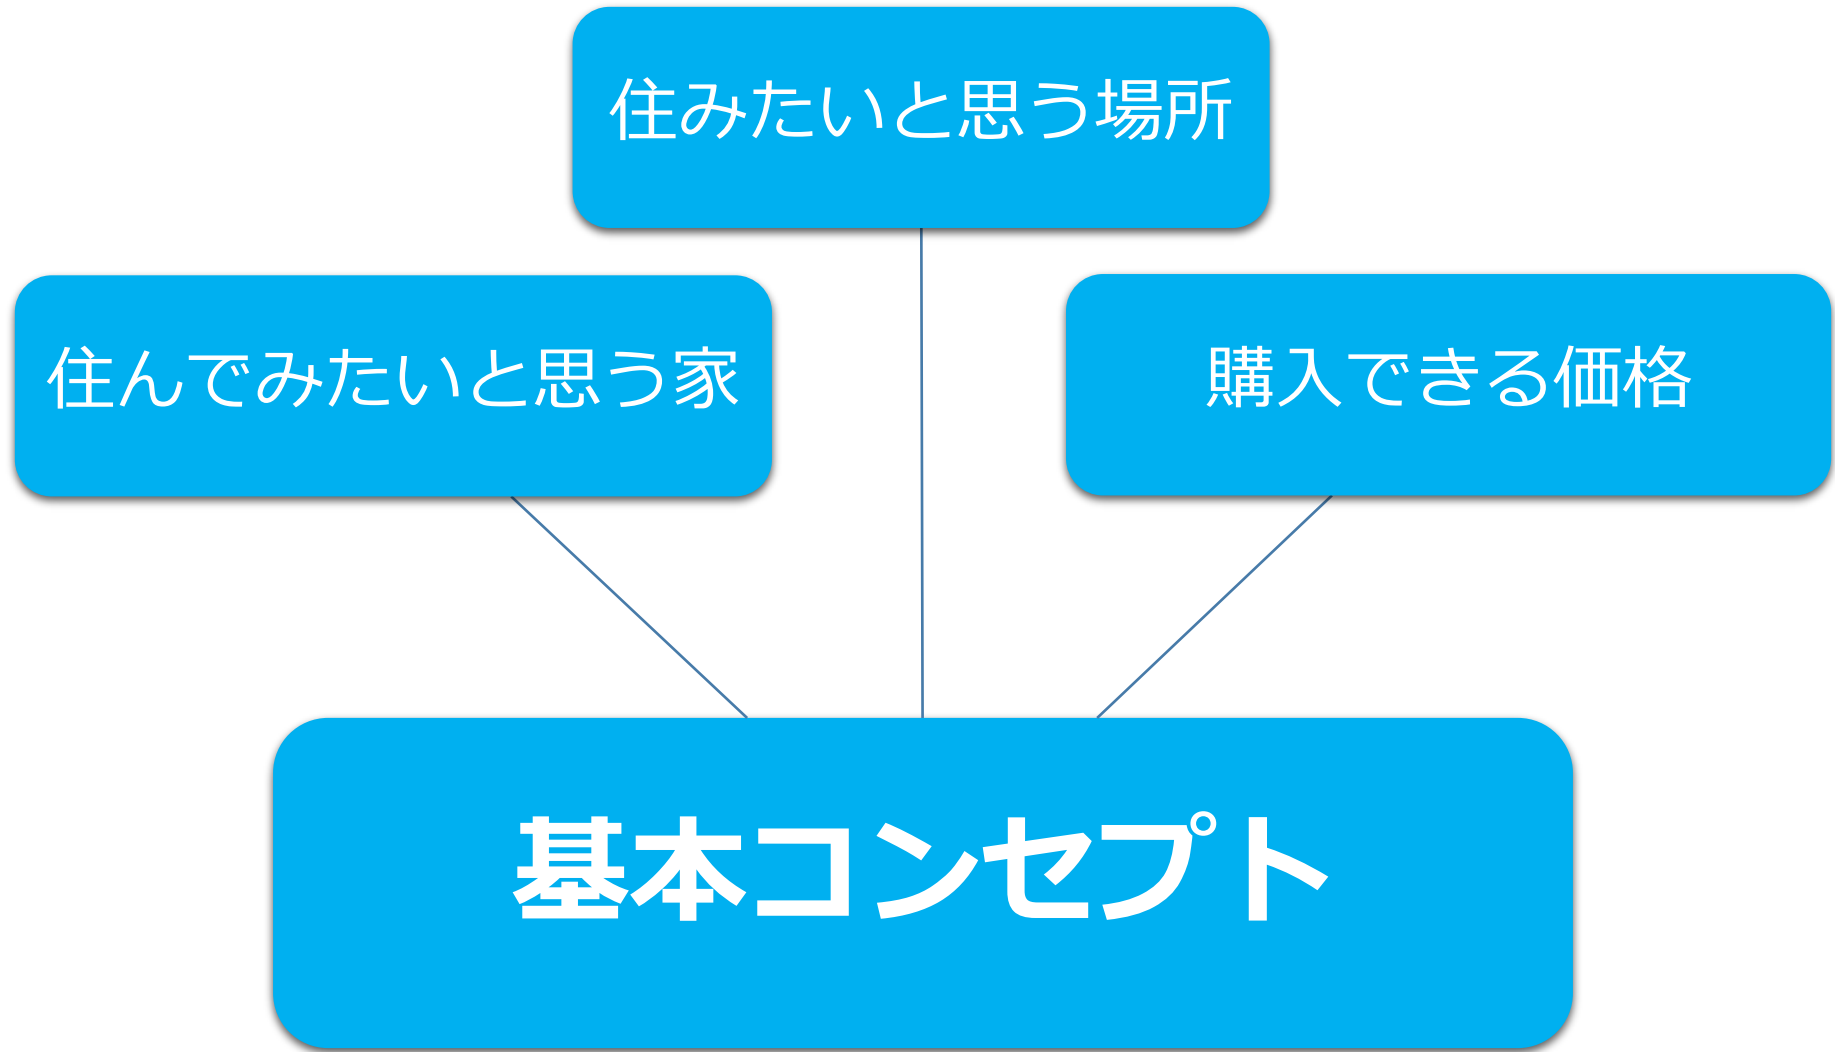 住みたいと思う場所
住んでみたいと思う家
購入できる価格
基本コンセプト